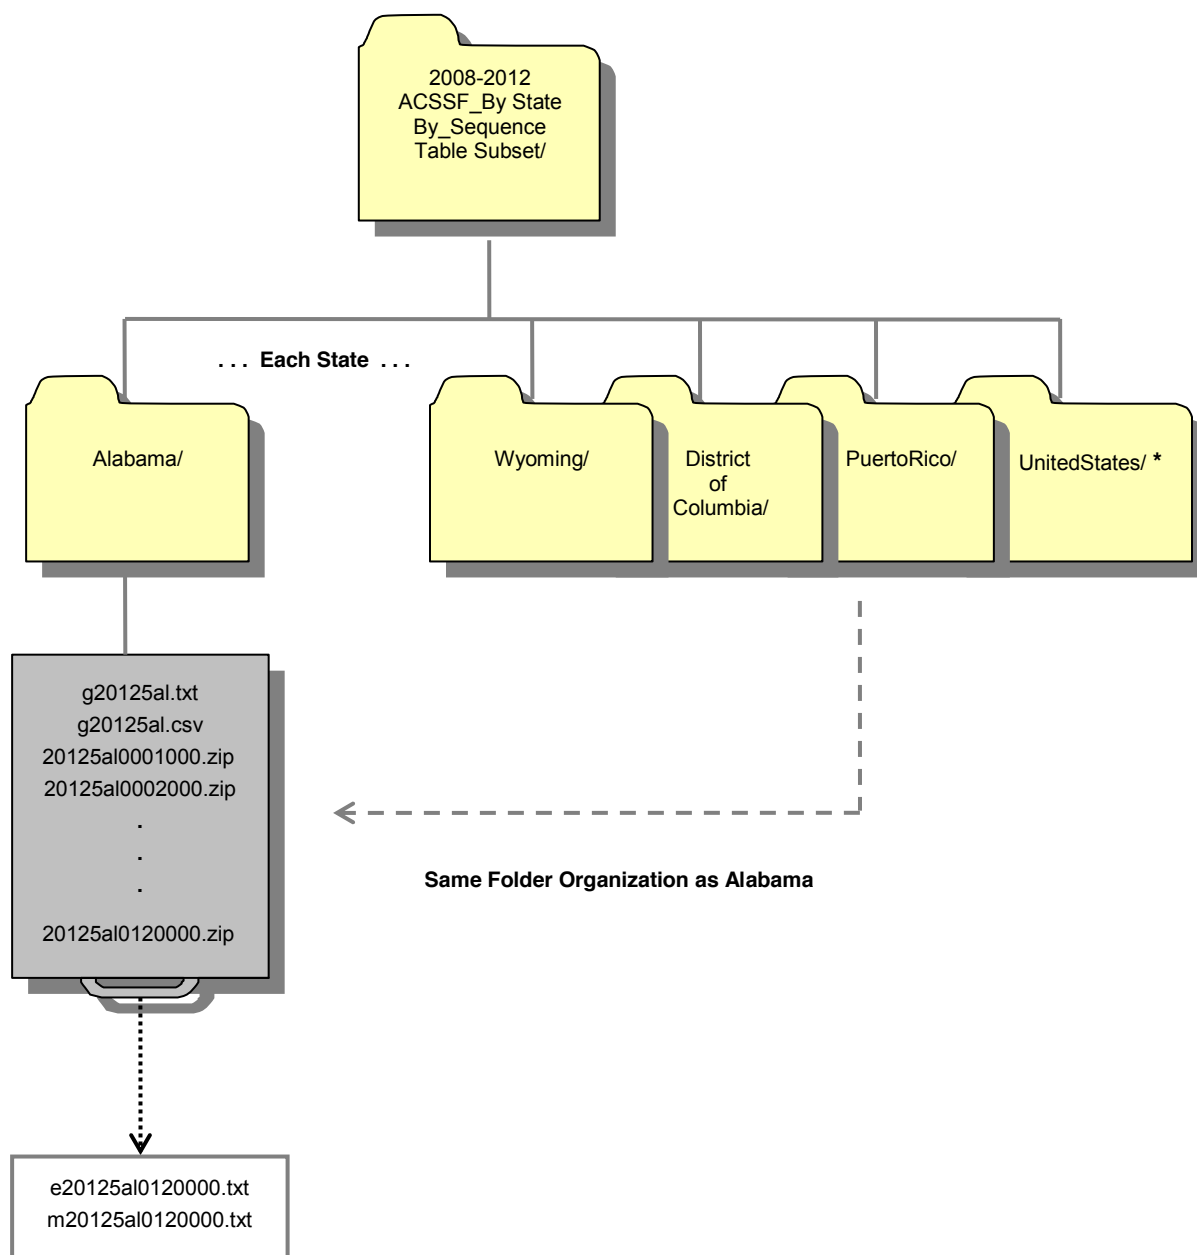 2008-2012
ACSSF_By State
By_Sequence
Table Subset/
. . . Each State . . .
Alabama/
Wyoming/
District
of
Columbia/
PuertoRico/
UnitedStates/ *
g20125al.txt
g20125al.csv
20125al0001000.zip
20125al0002000.zip
.
.
.
20125al0120000.zip
Same Folder Organization as Alabama
e20125al0120000.txt
m20125al0120000.txt